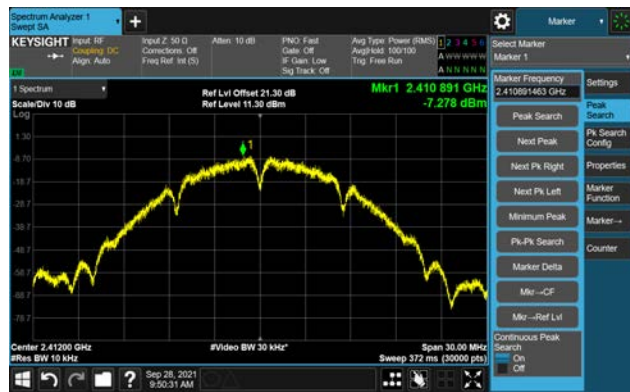 Spectrum Analyzer 1
Swept SA
Marker
KEYSIGHT
Input: RF
Coupling: DC
Align: Auto
Input Z: 50 Ω
Corrections: Off
Freq Ref: Int (S)
Atten: 10 dB
PNO: Fast
Gate: Off
IF Gain: Low
Sig Track: Off
Avg Type: Power (RMS)
Avg|Hold: 100/100
Trig: Free Run
1 2 3 4 5 6
A W W W W W
A N N N N N
Select Marker
Marker 1
1 Spectrum
Scale/Div 10 dB
Log
Ref Lvl Offset 21.30 dB
Ref Level 11.30 dBm
Mkr1 2.410 891 GHz
-7.278 dBm
1
1.30
-8.70
-18.7
-28.7
-38.7
-48.7
-58.7
-68.7
-78.7
Center 2.41200 GHz
#Res BW 10 kHz
#Video BW 30 kHz*
Span 30.00 MHz
Sweep 372 ms (30000 pts)
Marker Frequency
2.410891463 GHz
Peak Search
Next Peak
Next Pk Right
Next Pk Left
Minimum Peak
Pk-Pk Search
Marker Delta
Mkr→CF
Mkr→Ref Lvl
Continuous Peak
Search
On
Off
Settings
Peak
Search
Pk Search
Config
Properties
Marker
Function
Marker→
Counter
?
Sep 28, 2021
9:50:31 AM